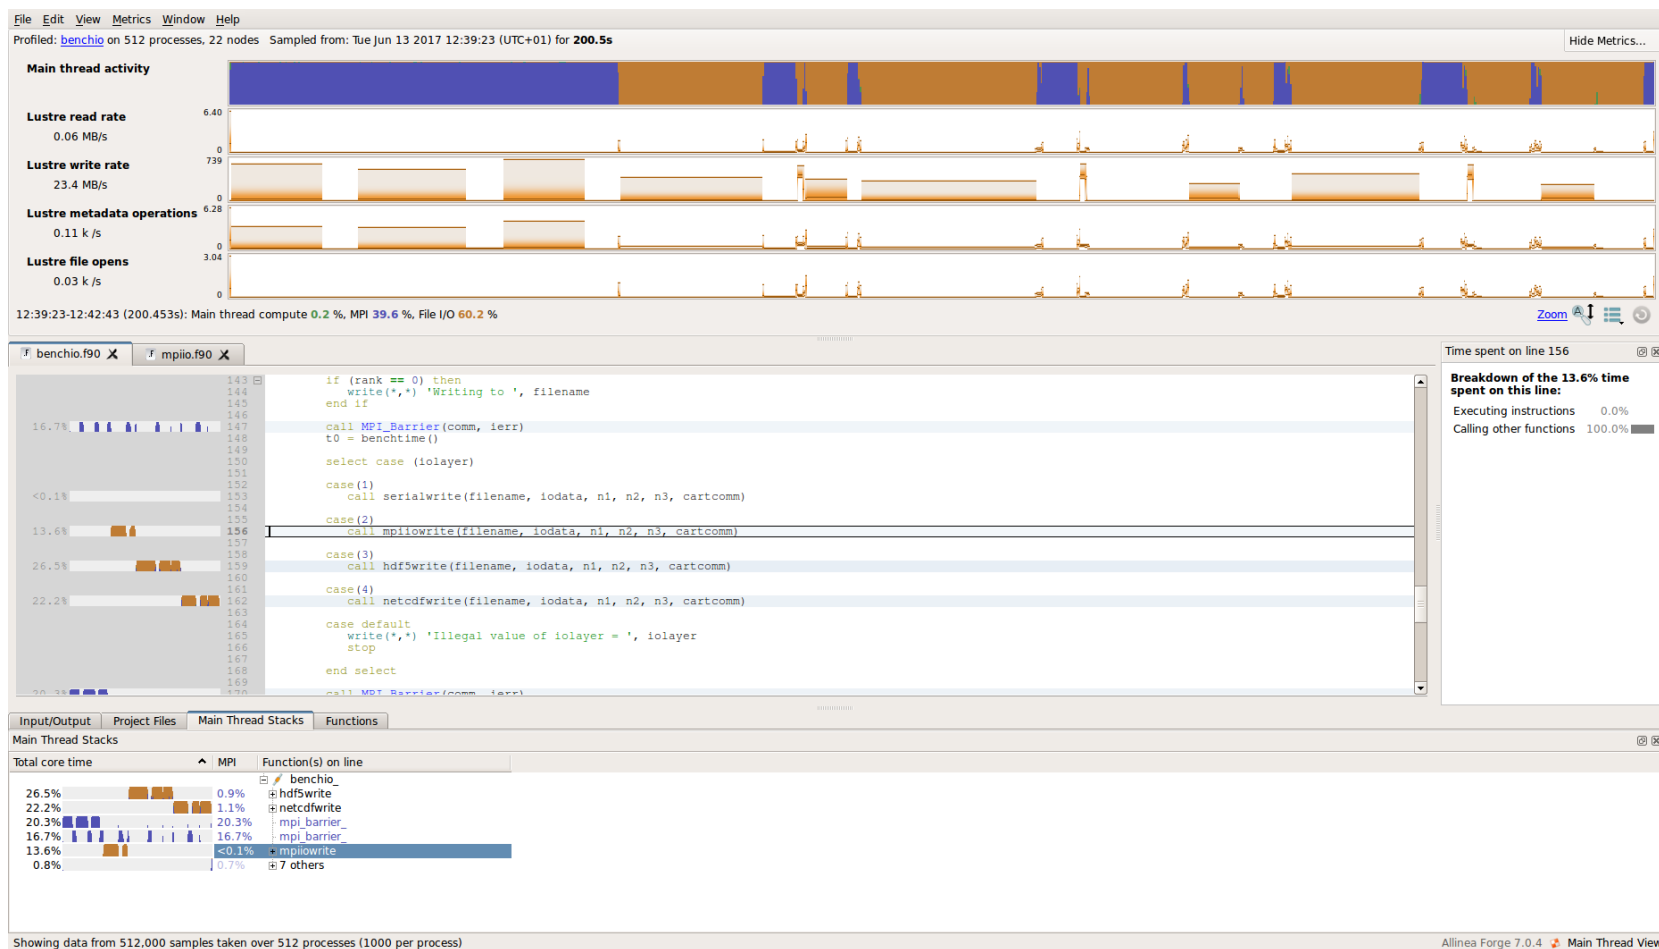 File Edit View Metrics Window Help
Profiled: benchio on 512 processes, 22 nodes Sampled from: Tue Jun 13 2017 12:39:23 (UTC+01) for 200.5s
Hide Metrics...
Main thread activity
Lustre read rate 6.40
0.06 MB/s
0
Lustre write rate 739
23.4 MB/s
0
Lustre metadata operations 6.28
0.11 k /s
0
Lustre file opens 3.04
0.03 k /s
0
12:39:23-12:42:43 (200.453s): Main thread compute 0.2 %, MPI 39.6 %, File I/O 60.2 %
Zoom
benchio.f90 mpiio.f90
Time spent on line 156
Breakdown of the 13.6% time
spent on this line:
Executing instructions 0.0%
Calling other functions 100.0%
143 if (rank == 0) then
144 write(*,*) 'Writing to ', filename
145 end if
146
16.7% 147 call MPI_Barrier(comm, ierr)
148 t0 = benchtime()
149
150 select case (iolayer)
151
152 case(1)
<0.1% 153 call serialwrite(filename, iodata, n1, n2, n3, cartcomm)
154
155 case(2)
13.6% 156 call mpiiowrite(filename, iodata, n1, n2, n3, cartcomm)
157
158 case(3)
26.5% 159 call hdf5write(filename, iodata, n1, n2, n3, cartcomm)
160
161 case(4)
22.2% 162 call netcdfwrite(filename, iodata, n1, n2, n3, cartcomm)
163
164 case default
165 write(*,*) 'Illegal value of iolayer = ', iolayer
166 stop
167
168 end select
169
20.3% 170 call MPI_Barrier(comm, ierr)
Input/Output Project Files Main Thread Stacks Functions
Main Thread Stacks
Total core time MPI Function(s) on line
benchio_
26.5% 0.9% hdf5write
22.2% 1.1% netcdfwrite
20.3% 20.3% mpi_barrier_
16.7% 16.7% mpi_barrier_
13.6% <0.1% mpiiowrite
0.8% 0.7% 7 others
Showing data from 512,000 samples taken over 512 processes (1000 per process)
Allinea Forge 7.0.4 Main Thread View